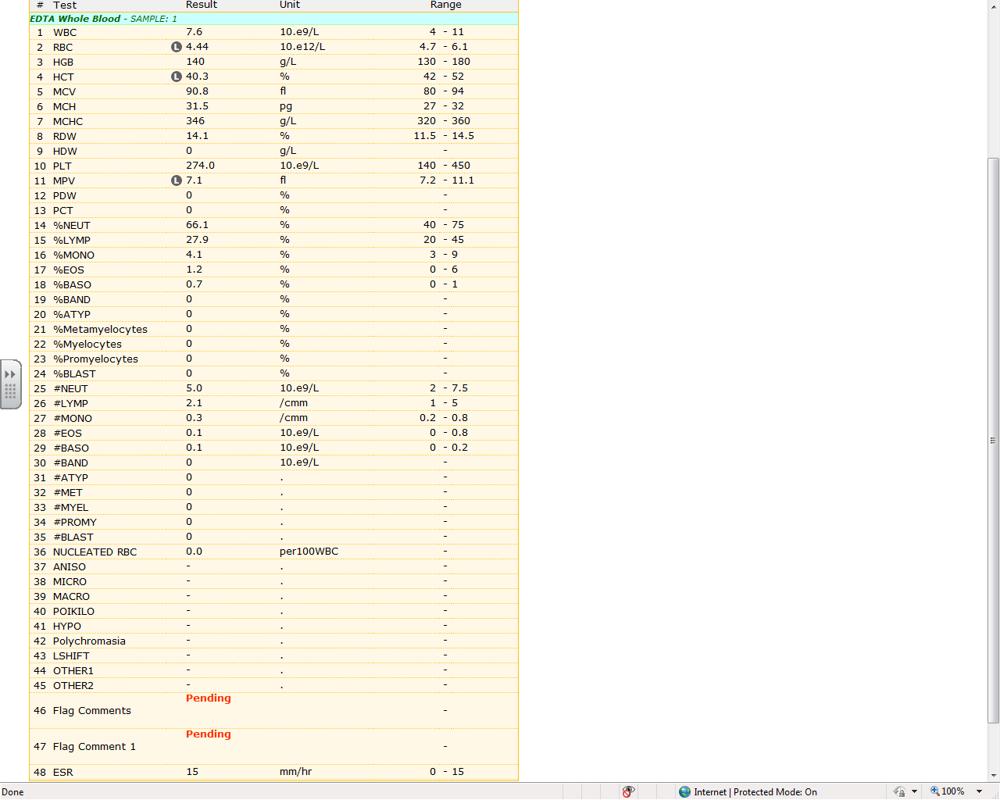 # Test Result Unit Range
EDTA Whole Blood - SAMPLE: 1
1 WBC 7.6 10.e9/L 4 - 11
2 RBC L 4.44 10.e12/L 4.7 - 6.1
3 HGB 140 g/L 130 - 180
4 HCT L 40.3 % 42 - 52
5 MCV 90.8 fl 80 - 94
6 MCH 31.5 pg 27 - 32
7 MCHC 346 g/L 320 - 360
8 RDW 14.1 % 11.5 - 14.5
9 HDW 0 g/L -
10 PLT 274.0 10.e9/L 140 - 450
11 MPV L 7.1 fl 7.2 - 11.1
12 PDW 0 % -
13 PCT 0 % -
14 %NEUT 66.1 % 40 - 75
15 %LYMP 27.9 % 20 - 45
16 %MONO 4.1 % 3 - 9
17 %EOS 1.2 % 0 - 6
18 %BASO 0.7 % 0 - 1
19 %BAND 0 % -
20 %ATYP 0 % -
21 %Metamyelocytes 0 % -
22 %Myelocytes 0 % -
23 %Promyelocytes 0 % -
24 %BLAST 0 % -
25 #NEUT 5.0 10.e9/L 2 - 7.5
26 #LYMP 2.1 /cmm 1 - 5
27 #MONO 0.3 /cmm 0.2 - 0.8
28 #EOS 0.1 10.e9/L 0 - 0.8
29 #BASO 0.1 10.e9/L 0 - 0.2
30 #BAND 0 10.e9/L -
31 #ATYP 0 . -
32 #MET 0 . -
33 #MYEL 0 . -
34 #PROMY 0 . -
35 #BLAST 0 . -
36 NUCLEATED RBC 0.0 per100WBC -
37 ANISO - . -
38 MICRO - . -
39 MACRO - . -
40 POIKILO - . -
41 HYPO - . -
42 Polychromasia - . -
43 LSHIFT - . -
44 OTHER1 - . -
45 OTHER2 - . -
46 Flag Comments Pending -
47 Flag Comment 1 Pending -
48 ESR 15 mm/hr 0 - 15
Done Internet | Protected Mode: On 100%